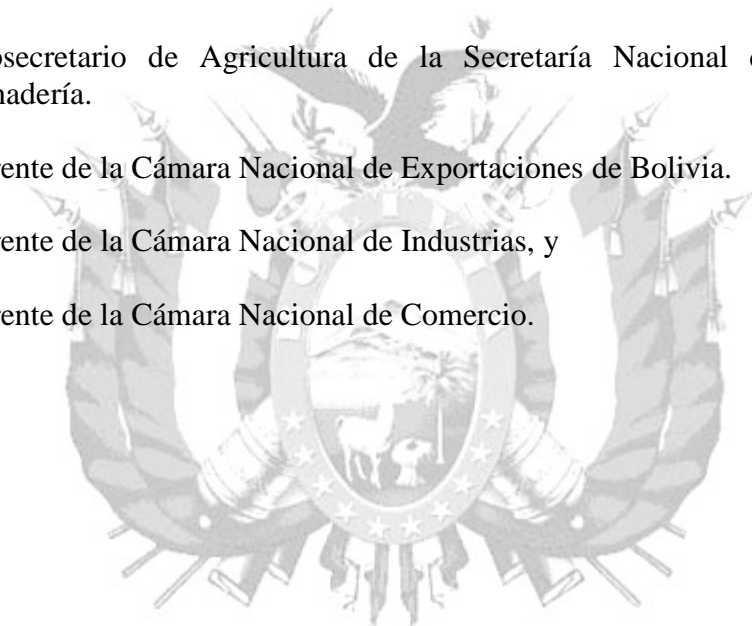 secretario de Agricultura de la Secretaría Nacional
nadería.
ente de la Cámara Nacional de Exportaciones de Bolivia.
ente de la Cámara Nacional de Industrias, y
ente de la Cámara Nacional de Comercio.